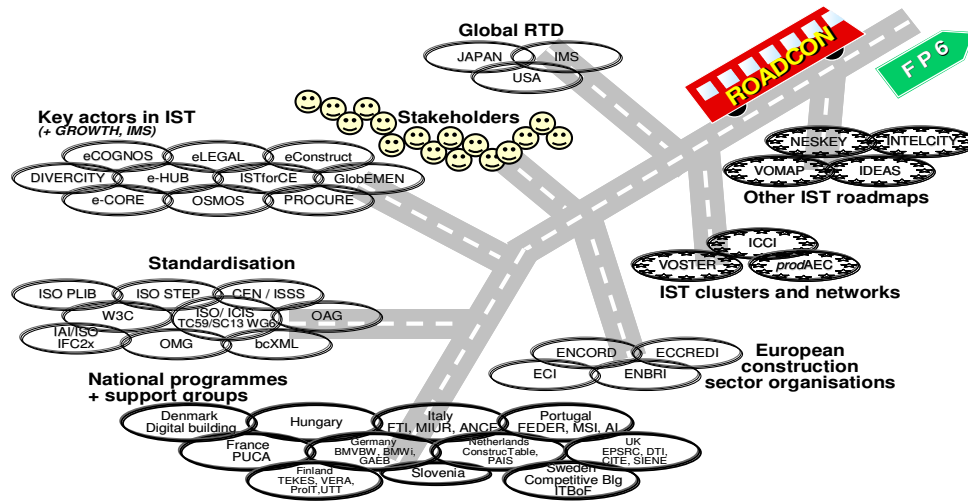 Global RTD
JAPAN
IMS
USA
ROADCON
F P 6
Key actors in IST
(+ GROWTH, IMS)
Stakeholders
eCOGNOS
eLEGAL
eConstruct
DIVERCITY
e-HUB
ISTforCE
GlobEMEN
e-CORE
OSMOS
PROCURE
NESKEY
INTELCITY
VOMAP
IDEAS
Other IST roadmaps
ICCI
VOSTER
prodAEC
IST clusters and networks
Standardisation
ISO PLIB
ISO STEP
CEN / ISSS
W3C
ISO/ ICIS
TC59/SC13 WG6
OAG
IAI/ISO
IFC2x
OMG
bcXML
ENCORD
ECCREDI
ECI
ENBRI
European
construction
sector organisations
National programmes
+ support groups
Denmark
Digital building
Hungary
Italy
FTI, MIUR, ANCE
Portugal
FEDER, MSI, AI
France
PUCA
Germany
BMVBW, BMWi,
GAEB
Netherlands
ConstrucTable,
PAIS
UK
EPSRC, DTI,
CITE, SIENE
Finland
TEKES, VERA,
ProIT,UTT
Slovenia
Sweden
Competitive Blg
ITBoF